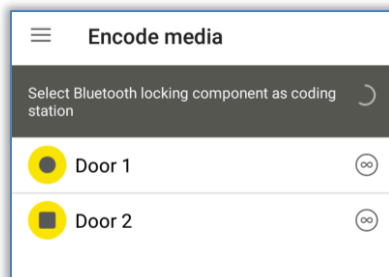 Encode media
Select Bluetooth locking component as coding
station
Door 1
Door 2